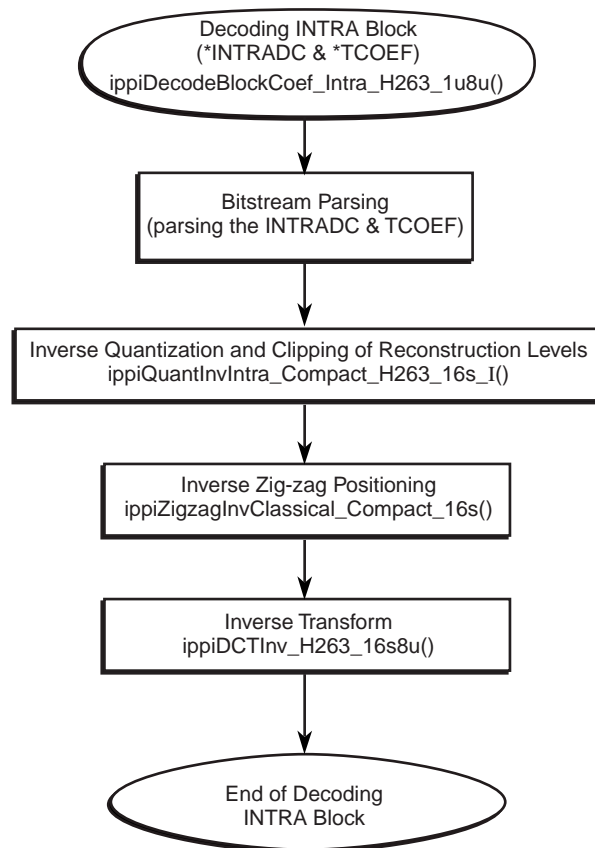 Decoding INTRA Block
(*INTRADC & *TCOEF)
ippiDecodeBlockCoef_Intra_H263_1u8u()
Bitstream Parsing
(parsing the INTRADC & TCOEF)
Inverse Quantization and Clipping of Reconstruction Levels
ippiQuantInvIntra_Compact_H263_16s_I()
Inverse Zig-zag Positioning
ippiZigzagInvClassical_Compact_16s()
Inverse Transform
ippiDCTInv_H263_16s8u()
End of Decoding
INTRA Block